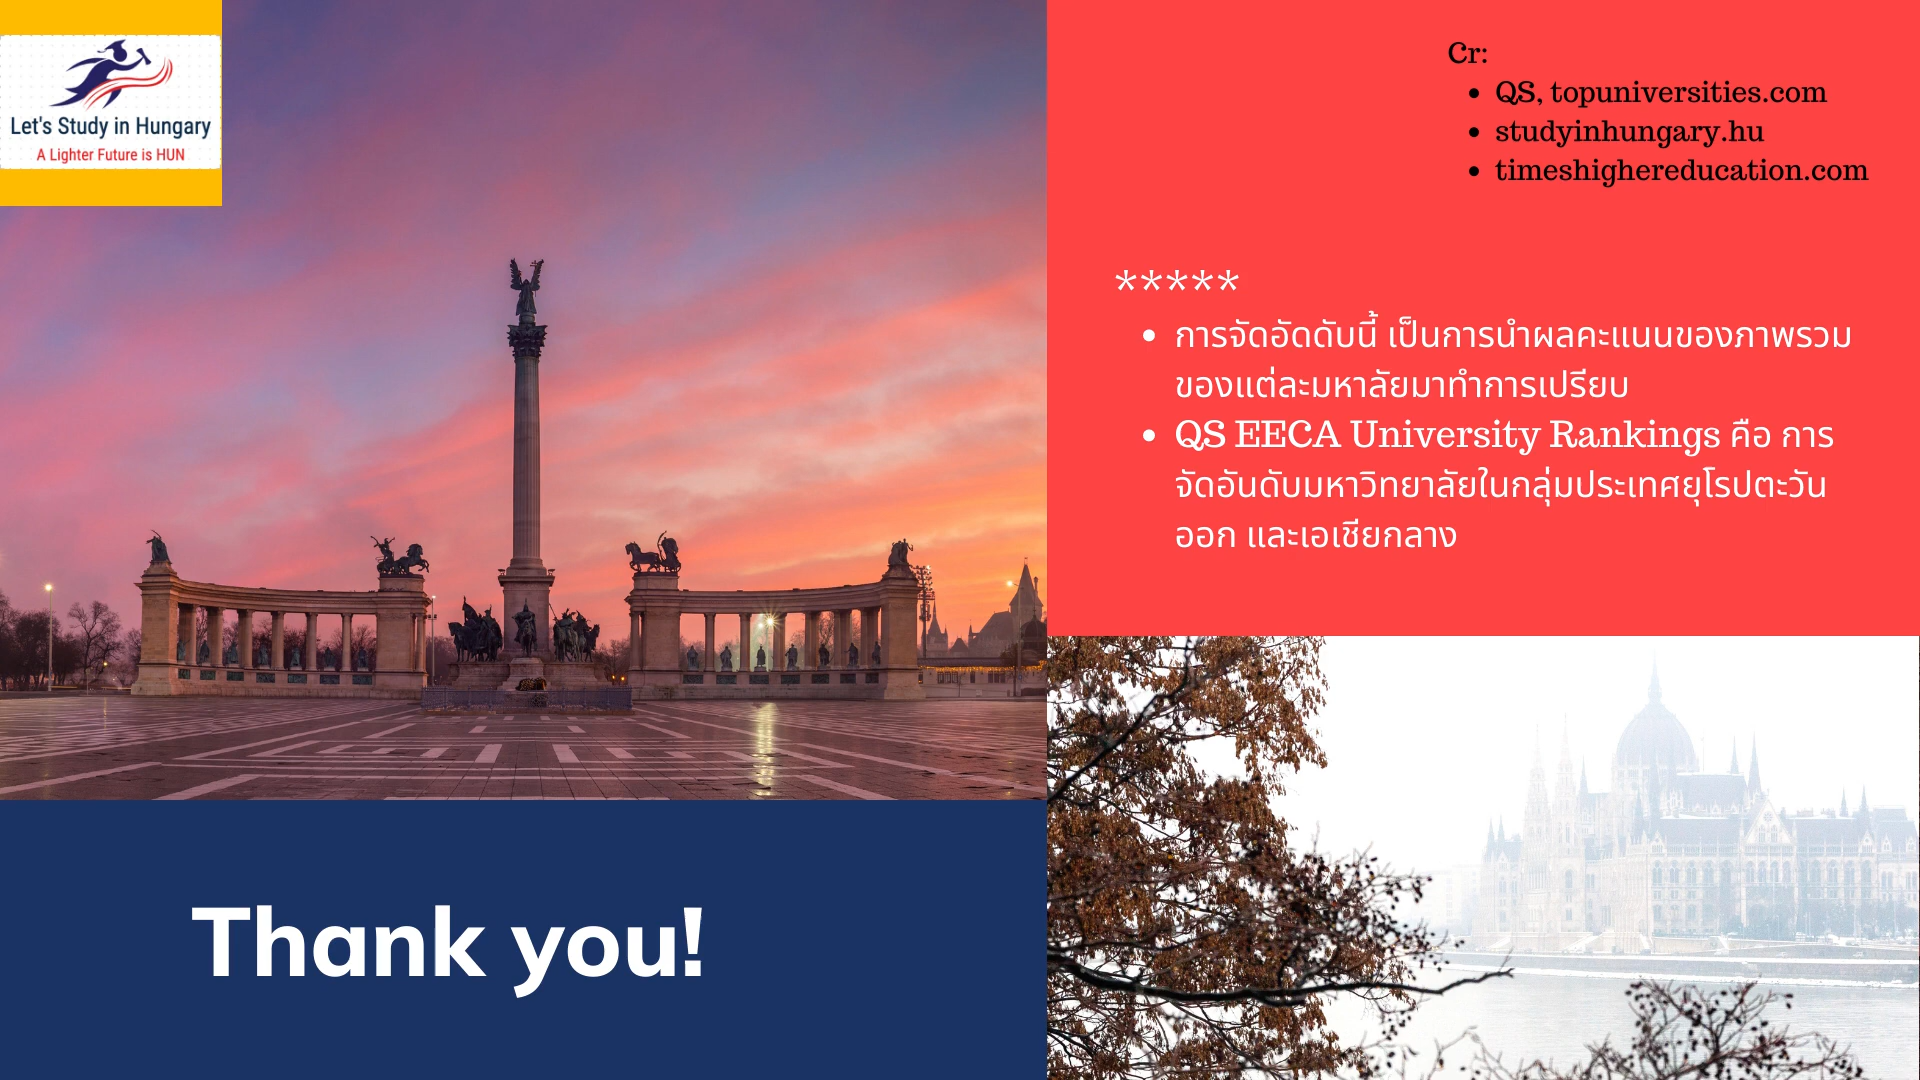 Let's Study in Hungary
A Lighter Future is HUN
Cr:
• QS, topuniversities.com
• studyinhungary.hu
• timeshighereducation.com
*****
• การจัดอัดดับนี้ เป็นการนำผลคะแนนของภาพรวม
ของแต่ละมหาลัยมาทำการเปรียบ
• QS EECA University Rankings คือ การ
จัดอันดับมหาวิทยาลัยในกลุ่มประเทศยุโรปตะวัน
ออก และเอเชียกลาง
Thank you!